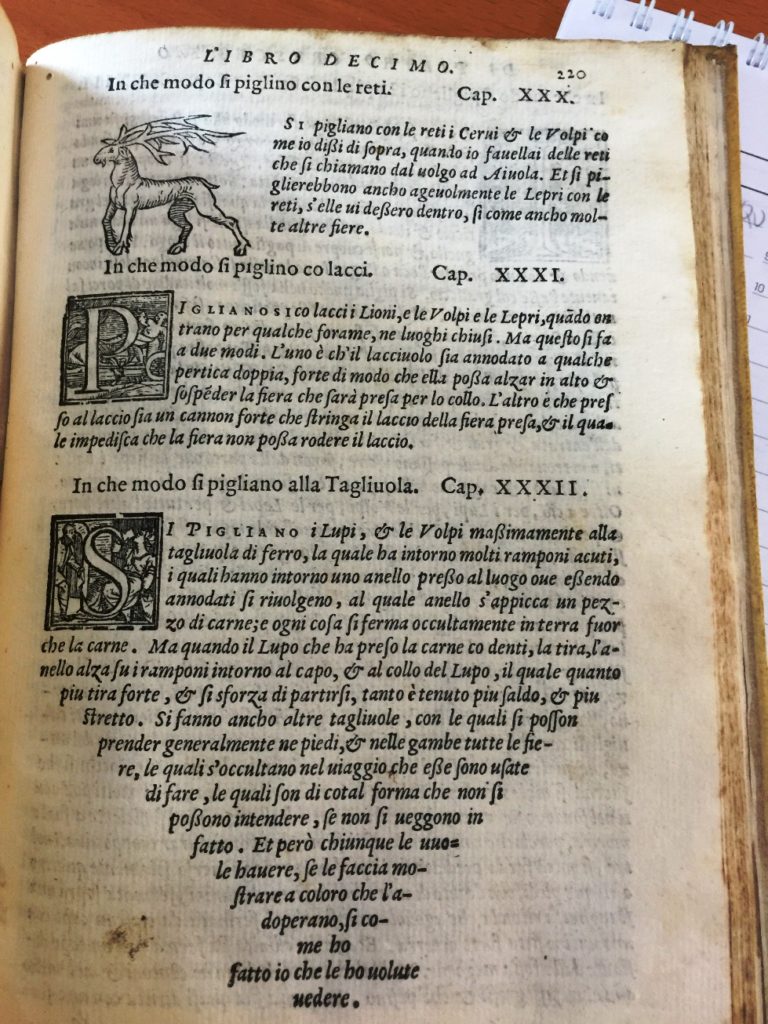 L'IBRO DECIMO.
220
In che modo si piglino con le reti. Cap. XXX.
SI pigliano con le reti i Cerui & le Volpi co
me io dißi di sopra, quando io fauellai delle reti
che si chiamano dal uolgo ad Aiuola. Et si pi-
glierebbono ancho ageuolmente le Lepri con le
reti, s'elle ui deßero dentro, si come ancho mol-
te altre fiere.
In che modo si piglino co lacci. Cap. XXXI.
PIGLIANOSI co lacci i Lioni, e le Volpi e le Lepri, quãdo en
trano per qualche forame, ne luoghi chiusi. Ma questo si fa
a due modi. L'uno è ch'il lacciuolo sia annodato a qualche
pertica doppia, forte di modo che ella poßa alzar in alto &
sospẽder la fiera che sarà presa per lo collo. L'altro è che pres
so al laccio sia un cannon forte che stringa il laccio della fiera presa, & il qua-
le impedisca che la fiera non poßa rodere il laccio.
In che modo si pigliano alla Tagliuola. Cap. XXXII.
SI PIGLIANO i Lupi, & le Volpi maßimamente alla
tagliuola di ferro, la quale ha intorno molti ramponi acuti,
i quali hanno intorno uno anello preßo al luogo oue eßendo
annodati si riuolgeno, al quale anello s'appicca un pez-
zo di carne; e ogni cosa si ferma occultamente in terra fuor
che la carne. Ma quando il Lupo che ha preso la carne co denti, la tira, l'a-
nello alza su i ramponi intorno al capo, & al collo del Lupo, il quale quanto
piu tira forte, & si sforza di partirsi, tanto è tenuto piu saldo, & piu
stretto. Si fanno ancho altre tagliuole, con le quali si posson
prender generalmente ne piedi, & nelle gambe tutte le fie-
re, le quali s'occultano nel uiaggio che eße sono usate
di fare, le quali son di cotal forma che non si
poßono intendere, se non si ueggono in
fatto. Et però chiunque le uuo-
le hauere, se le faccia mo-
strare a coloro che l'a-
doperano, si co-
me ho
fatto io che le ho uolute
uedere.